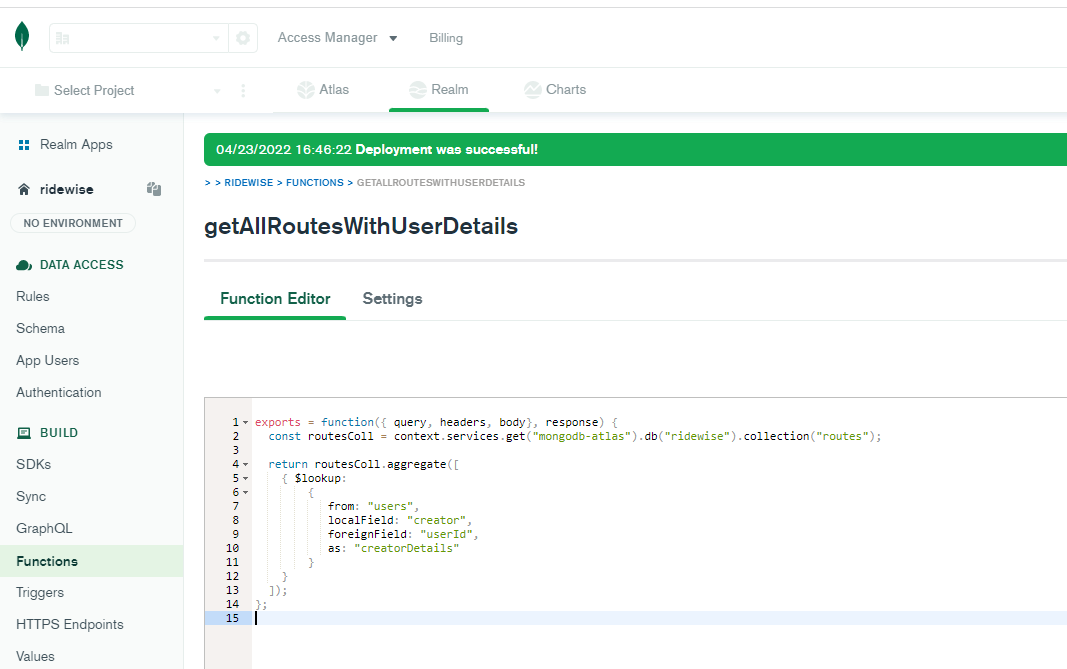 Access Manager
Billing
Select Project
Atlas
Realm
Charts
Realm Apps
ridewise
NO ENVIRONMENT
DATA ACCESS
Rules
Schema
App Users
Authentication
BUILD
SDKs
Sync
GraphQL
Functions
Triggers
HTTPS Endpoints
Values
04/23/2022 16:46:22 Deployment was successful!
> > RIDEWISE > FUNCTIONS > GETALLROUTESWITHUSERDETAILS
getAllRoutesWithUserDetails
Function Editor Settings
1 exports = function({ query, headers, body}, response) {
2 const routesColl = context.services.get("mongodb-atlas").db("ridewise").collection("routes");
3
4 return routesColl.aggregate([
5 { $lookup:
6 {
7 from: "users",
8 localField: "creator",
9 foreignField: "userId",
10 as: "creatorDetails"
11 }
12 }
13 ]);
14 };
15